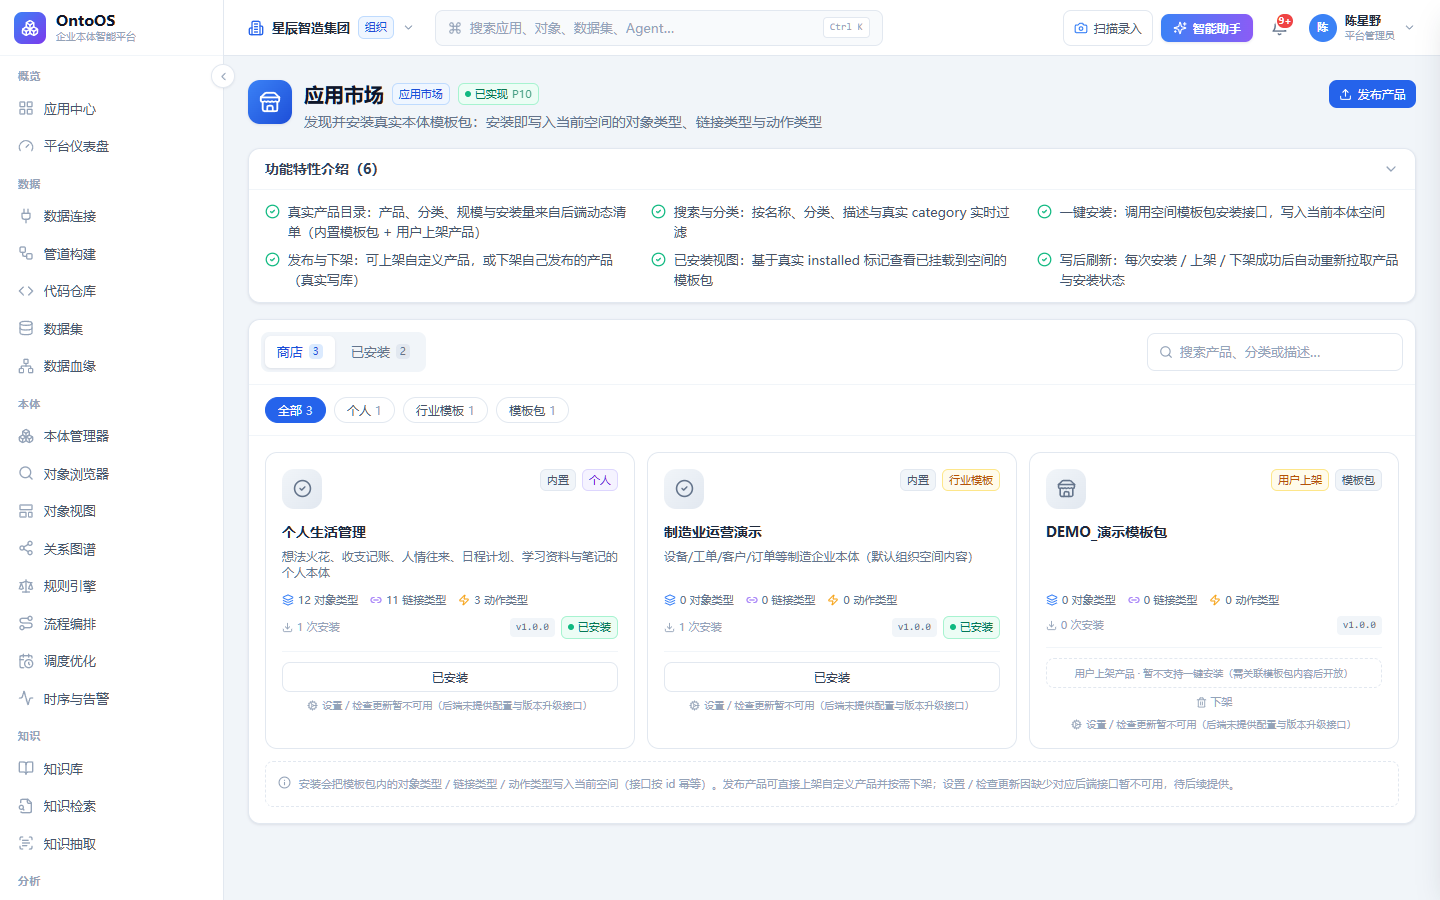 OntoOS
企业本体智能平台
星辰智造集团 组织
搜索应用、对象、数据集、Agent... Ctrl K
扫描录入
智能助手
9+
陈
陈星野
平台管理员
概览
应用中心
平台仪表盘
数据
数据连接
管道构建
代码仓库
数据集
数据血缘
本体
本体管理器
对象浏览器
对象视图
关系图谱
规则引擎
流程编排
调度优化
时序与告警
知识
知识库
知识检索
知识抽取
分析
应用市场 应用市场 已实现 P10
发现并安装真实本体模板包：安装即写入当前空间的对象类型、链接类型与动作类型
发布产品
功能特性介绍（6）
真实产品目录：产品、分类、规模与安装量来自后端动态清
单（内置模板包 + 用户上架产品）
搜索与分类：按名称、分类、描述与真实 category 实时过
滤
一键安装：调用空间模板包安装接口，写入当前本体空间
发布与下架：可上架自定义产品，或下架自己发布的产品
（真实写库）
已安装视图：基于真实 installed 标记查看已挂载到空间的
模板包
写后刷新：每次安装 / 上架 / 下架成功后自动重新拉取产品
与安装状态
商店 3 已安装 2
搜索产品、分类或描述...
全部 3 个人 1 行业模板 1 模板包 1
内置 个人
个人生活管理
想法火花、收支记账、人情往来、日程计划、学习资料与笔记的
个人本体
12 对象类型 11 链接类型 3 动作类型
1 次安装 v1.0.0 已安装
已安装
设置 / 检查更新暂不可用（后端未提供配置与版本升级接口）
内置 行业模板
制造业运营演示
设备/工单/客户/订单等制造企业本体（默认组织空间内容）
0 对象类型 0 链接类型 0 动作类型
1 次安装 v1.0.0 已安装
已安装
设置 / 检查更新暂不可用（后端未提供配置与版本升级接口）
用户上架 模板包
DEMO_演示模板包
0 对象类型 0 链接类型 0 动作类型
0 次安装 v1.0.0
用户上架产品 · 暂不支持一键安装（需关联模板包内容后开放）
下架
设置 / 检查更新暂不可用（后端未提供配置与版本升级接口）
安装会把模板包内的对象类型 / 链接类型 / 动作类型写入当前空间（接口按 id 幂等）。发布产品可直接上架自定义产品并按需下架；设置 / 检查更新因缺少对应后端接口暂不可用，待后续提供。